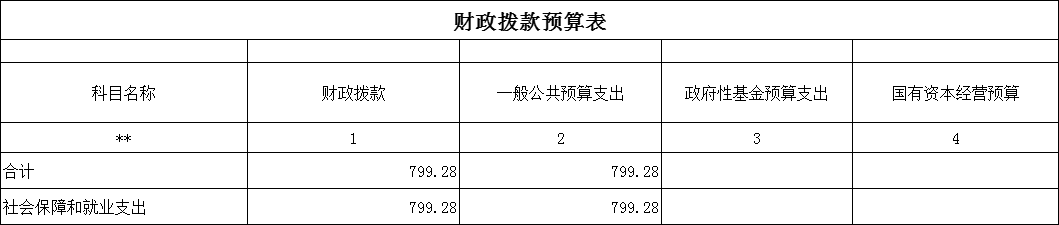 财政拨款预算表
科目名称 财政拨款 一般公共预算支出 政府性基金预算支出 国有资本经营预算
** 1 2 3 4
合计 799.28 799.28
社会保障和就业支出 799.28 799.28